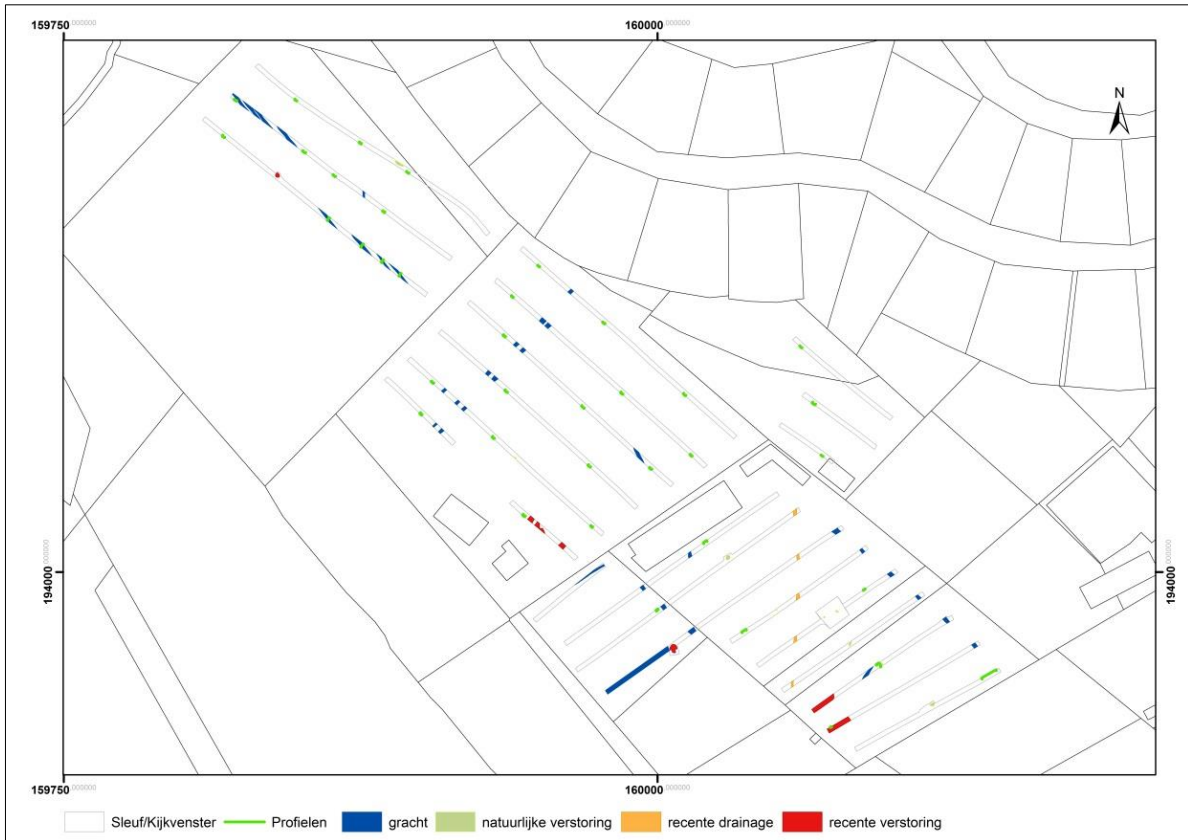 159750,000000 160000,000000
N
194000,000000 194000,000000
159750,000000 160000,000000
Sleuf/Kijkvenster Profielen gracht natuurlijke verstoring recente drainage recente verstoring